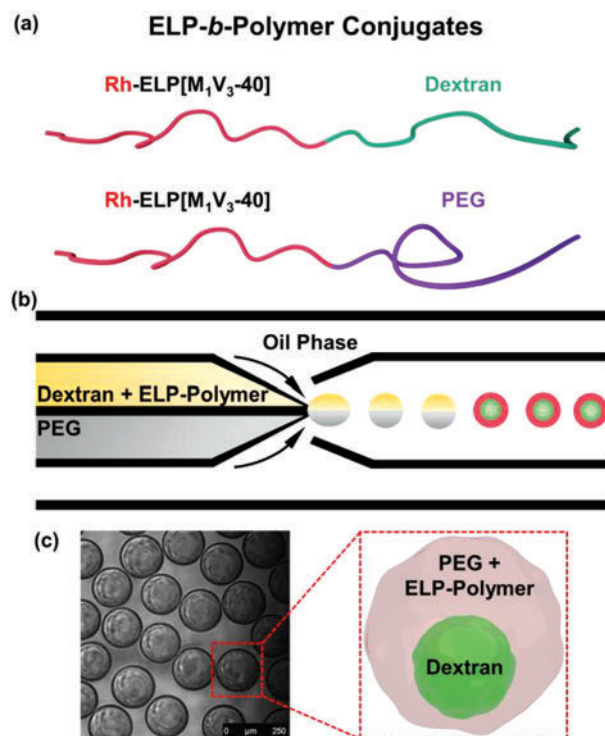 (a)
ELP-b-Polymer Conjugates
Rh-ELP[M₁V₃-40]
Dextran
Rh-ELP[M₁V₃-40]
PEG
(b)
Oil Phase
Dextran + ELP-Polymer
PEG
(c)
PEG +
ELP-Polymer
Dextran
0 µm 250